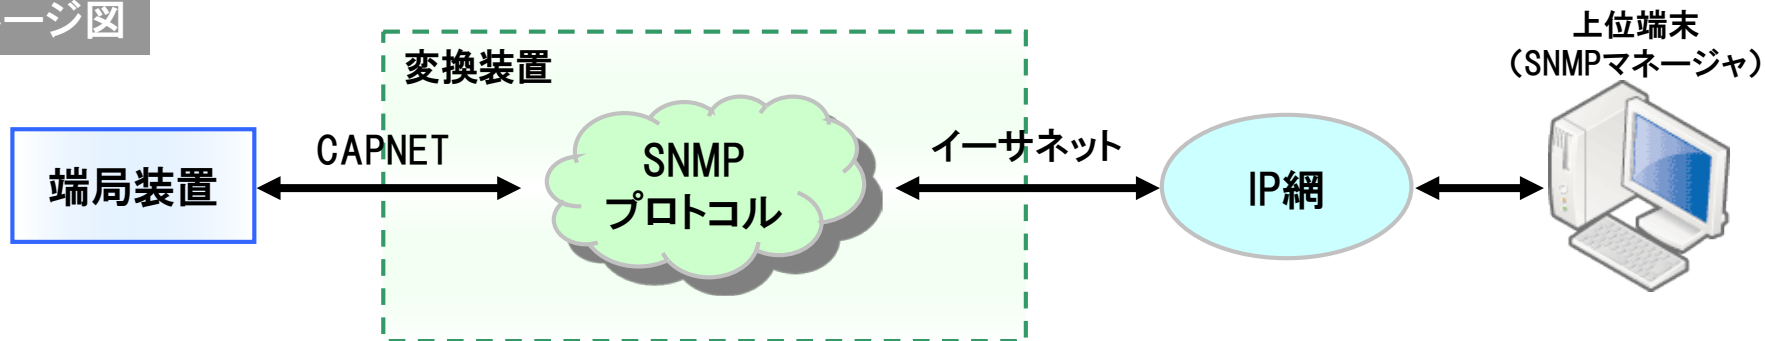 ージ図
上位端末
(SNMPマネージャ)
変換装置
端局装置
CAPNET
SNMP
プロトコル
イーサネット
IP網